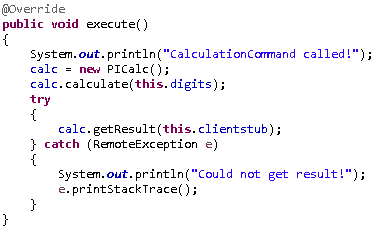 @Override
public void execute()
{
    System.out.println("CalculationCommand called!");
    calc = new PICalc();
    calc.calculate(this.digits);
    try
    {
        calc.getResult(this.clientstub);
    } catch (RemoteException e)
    {
        System.out.println("Could not get result!");
        e.printStackTrace();
    }
}